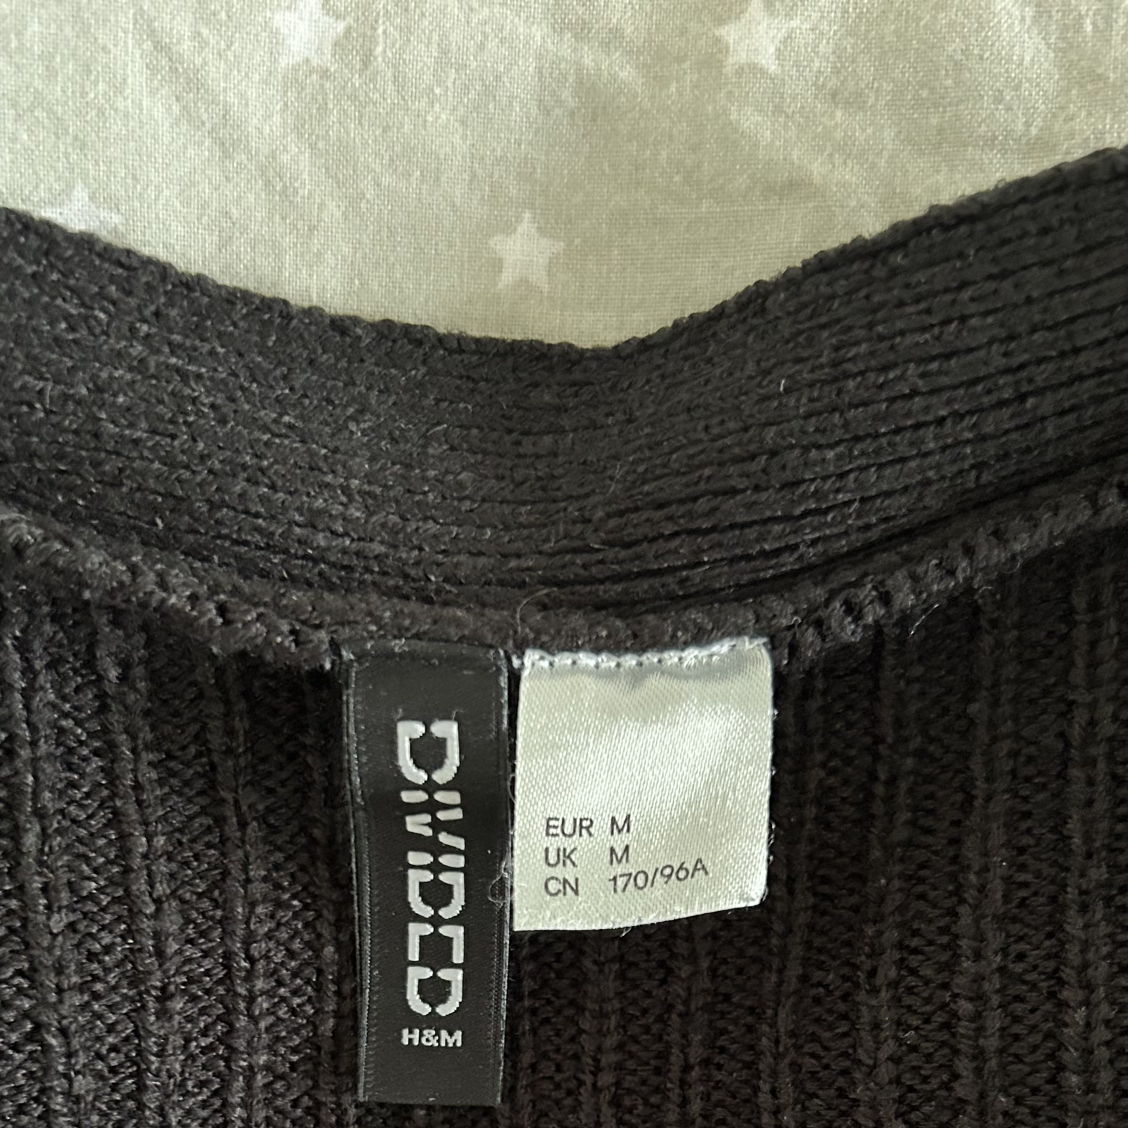 DIVIDED
H&M
EUR M
UK M
CN 170/96A